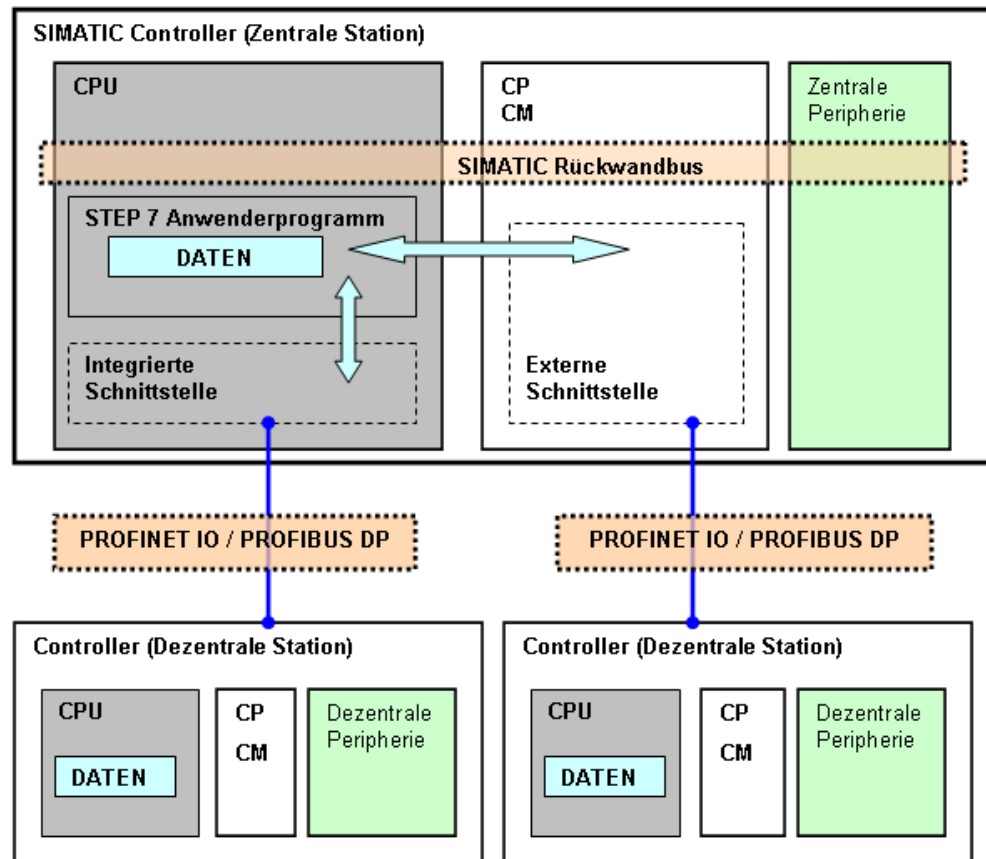 SIMATIC Controller (Zentrale Station)
CPU
CP
CM
Zentrale
Peripherie
SIMATIC Rückwandbus
STEP 7 Anwenderprogramm
DATEN
Integrierte
Schnittstelle
Externe
Schnittstelle
PROFINET IO / PROFIBUS DP
PROFINET IO / PROFIBUS DP
Controller (Dezentrale Station)
CPU
DATEN
CP
CM
Dezentrale
Peripherie
Controller (Dezentrale Station)
CPU
DATEN
CP
CM
Dezentrale
Peripherie